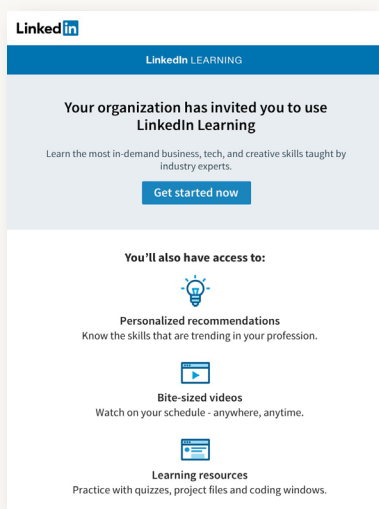 Linked in
LinkedIn LEARNING
Your organization has invited you to use
LinkedIn Learning
Learn the most in-demand business, tech, and creative skills taught by
industry experts.
Get started now
You'll also have access to:
Personalized recommendations
Know the skills that are trending in your profession.
Bite-sized videos
Watch on your schedule - anywhere, anytime.
Learning resources
Practice with quizzes, project files and coding windows.